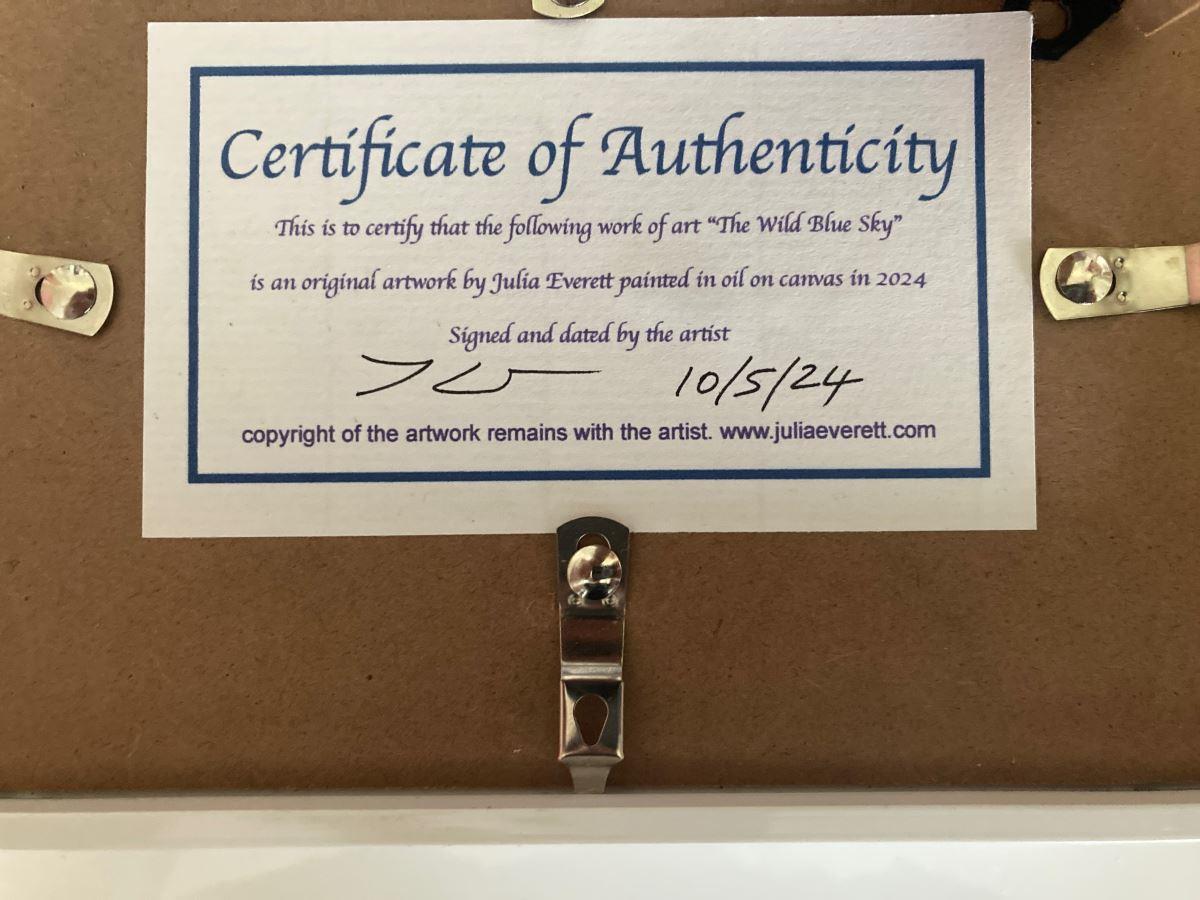 Certificate of Authenticity
This is to certify that the following work of art “The Wild Blue Sky”
is an original artwork by Julia Everett painted in oil on canvas in 2024
Signed and dated by the artist
10/5/24
copyright of the artwork remains with the artist. www.juliaeverett.com